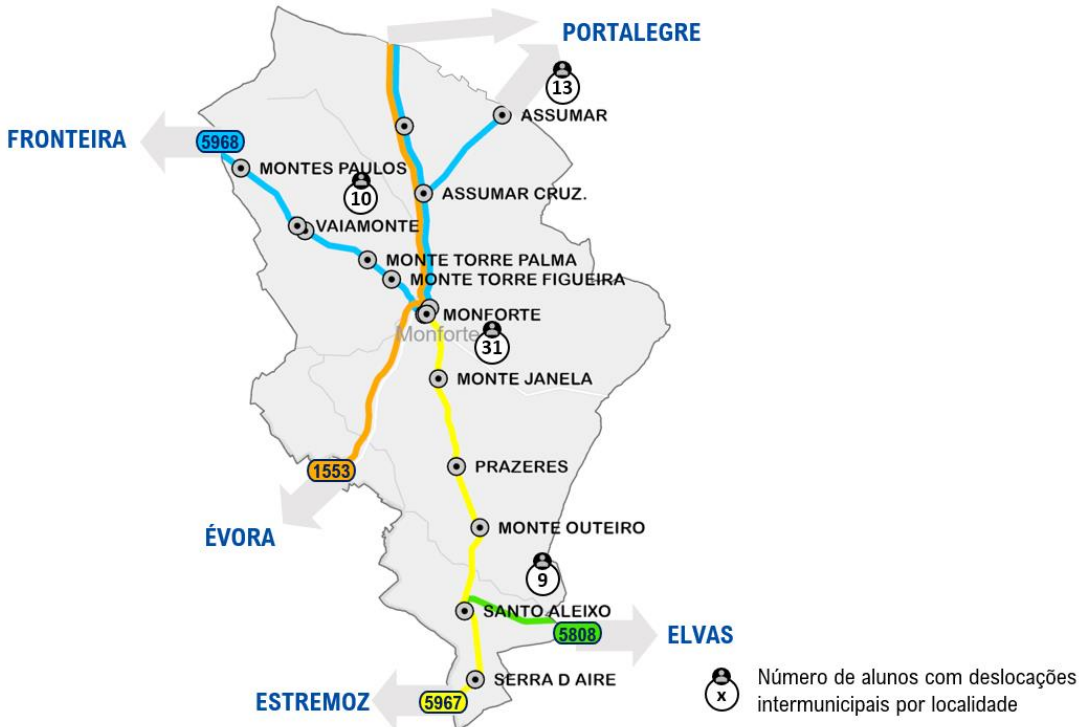 PORTALEGRE
13
ASSUMAR
FRONTEIRA
5968
MONTES PAULOS
10
ASSUMAR CRUZ.
VAIAMONTE
MONTE TORRE PALMA
MONTE TORRE FIGUEIRA
MONFORTE
Monforte
31
MONTE JANELA
1553
PRAZERES
ÉVORA
MONTE OUTEIRO
9
SANTO ALEIXO
5808
ELVAS
SERRA D AIRE
ESTREMOZ
5967
x
Número de alunos com deslocações
intermunicipais por localidade